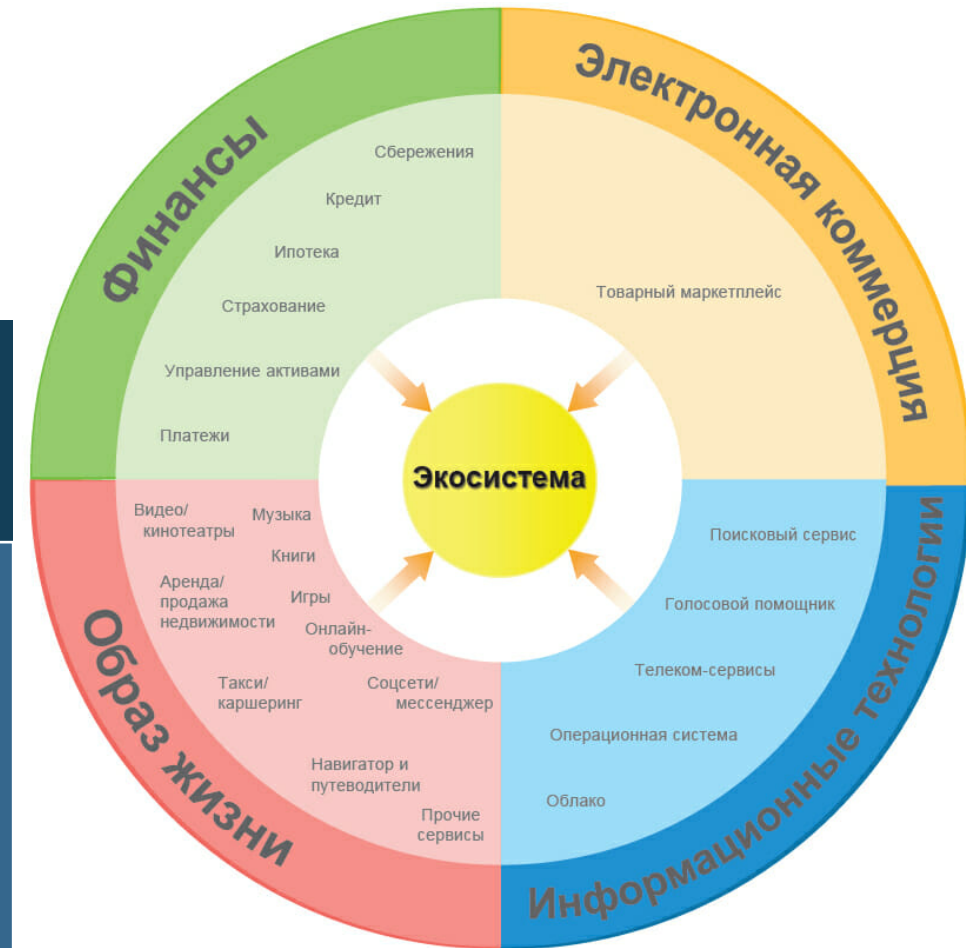 Финансы
Сбережения
Кредит
Ипотека
Страхование
Управление активами
Платежи
Электронная коммерция
Товарный маркетплейс
Экосистема
Образ жизни
Видео/
кинотеатры
Музыка
Книги
Аренда/
продажа
недвижимости
Игры
Онлайн-
обучение
Такси/
каршеринг
Соцсети/
мессенджер
Навигатор и
путеводители
Прочие
сервисы
Информационные технологии
Поисковый сервис
Голосовой помощник
Телеком-сервисы
Операционная система
Облако